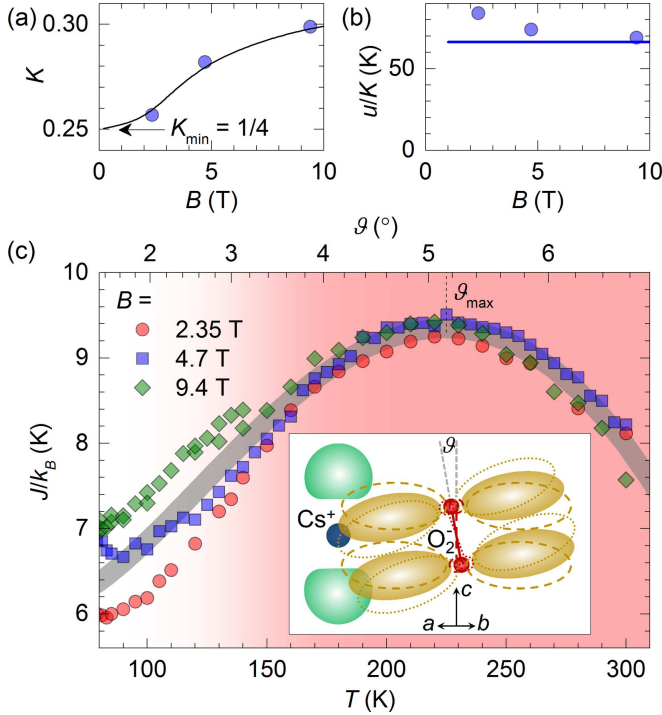 (a)
0.30
0.25
K
K_min = 1/4
0
5
10
B (T)
(b)
50
0
u/K (K)
0
5
10
B (T)
(c)
ϑ (°)
2
3
4
5
6
10
9
8
7
6
J/k_B (K)
B =
2.35 T
4.7 T
9.4 T
ϑ_max
ϑ
Cs⁺
O₂⁻
c
a
b
100
150
200
250
300
T (K)